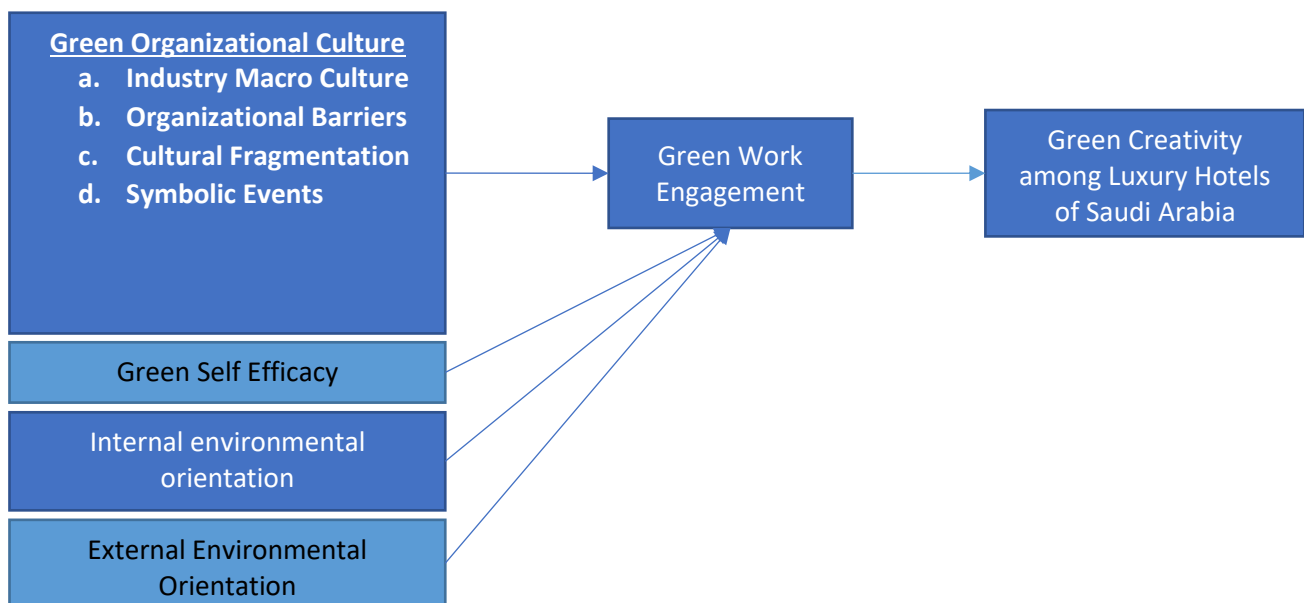 Green Organizational Culture
a. Industry Macro Culture
b. Organizational Barriers
c. Cultural Fragmentation
d. Symbolic Events
Green Work
Engagement
Green Creativity
among Luxury Hotels
of Saudi Arabia
Green Self Efficacy
Internal environmental
orientation
External Environmental
Orientation